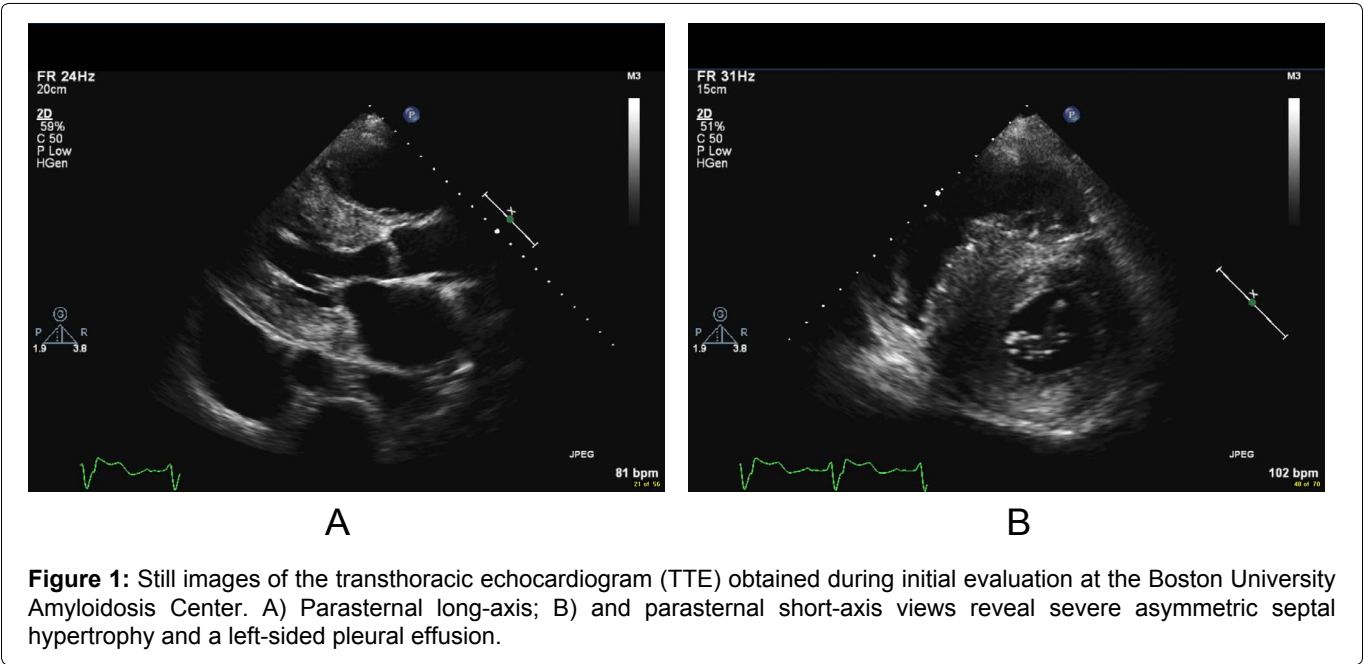 FR 24Hz
20cm
2D
59%
C 50
P Low
HGen
M3
P
G
P R
1.9 3.8
X
JPEG
81 bpm
21 of 56
FR 31Hz
15cm
2D
51%
C 50
P Low
HGen
M3
P
G
P R
1.9 3.8
X
JPEG
102 bpm
48 of 70
A
B
Figure 1: Still images of the transthoracic echocardiogram (TTE) obtained during initial evaluation at the Boston University
Amyloidosis Center. A) Parasternal long-axis; B) and parasternal short-axis views reveal severe asymmetric septal
hypertrophy and a left-sided pleural effusion.